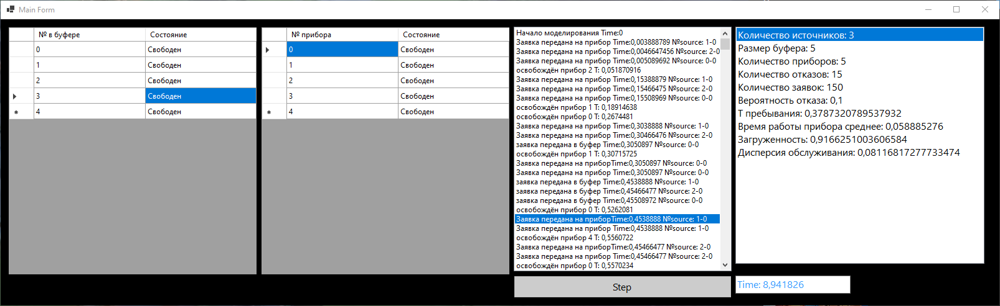 Main Form
№ в буфере Состояние
0 Свободен
1 Свободен
2 Свободен
3 Свободен
4 Свободен
№ прибора Состояние
0 Свободен
1 Свободен
2 Свободен
3 Свободен
4 Свободен
Начало моделирования Time:0
Заявка передана на прибор Time:0,003888789 №source: 1-0
Заявка передана на прибор Time:0,0046647456 №source: 2-0
Заявка передана на прибор Time:0,005089692 №source: 0-0
освобождён прибор 2 T: 0,051870916
Заявка передана на прибор Time:0,15388879 №source: 1-0
Заявка передана на прибор Time:0,15466475 №source: 2-0
Заявка передана на прибор Time:0,15508969 №source: 0-0
освобождён прибор 1 T: 0,18914638
освобождён прибор 0 T: 0,2674481
Заявка передана на прибор Time:0,3038888 №source: 1-0
Заявка передана на прибор Time:0,30466476 №source: 2-0
заявка передана в буфер Time:0,3050897 №source: 0-0
освобождён прибор 1 T: 0,30715725
Заявка передана на приборTime:0,3050897 №source: 0-0
Заявка передана на прибор Time:0,3050897 №source: 0-0
заявка передана в буфер Time:0,4538888 №source: 1-0
заявка передана в буфер Time:0,45466477 №source: 2-0
заявка передана в буфер Time:0,45508972 №source: 0-0
освобождён прибор 0 T: 0,5262081
Заявка передана на приборTime:0,4538888 №source: 1-0
Заявка передана на прибор Time:0,4538888 №source: 1-0
освобождён прибор 4 T: 0,5560722
Заявка передана на приборTime:0,45466477 №source: 2-0
Заявка передана на прибор Time:0,45466477 №source: 2-0
освобождён прибор 0 T: 0,5570234
Step
Количество источников: 3
Размер буфера: 5
Количество приборов: 5
Количество отказов: 15
Количество заявок: 150
Вероятность отказа: 0,1
Т пребывания: 0,3787320789537932
Время работы прибора среднее: 0,058885276
Загруженность: 0,9166251003606584
Дисперсия обслуживания: 0,08116817277733474
Time: 8,941826